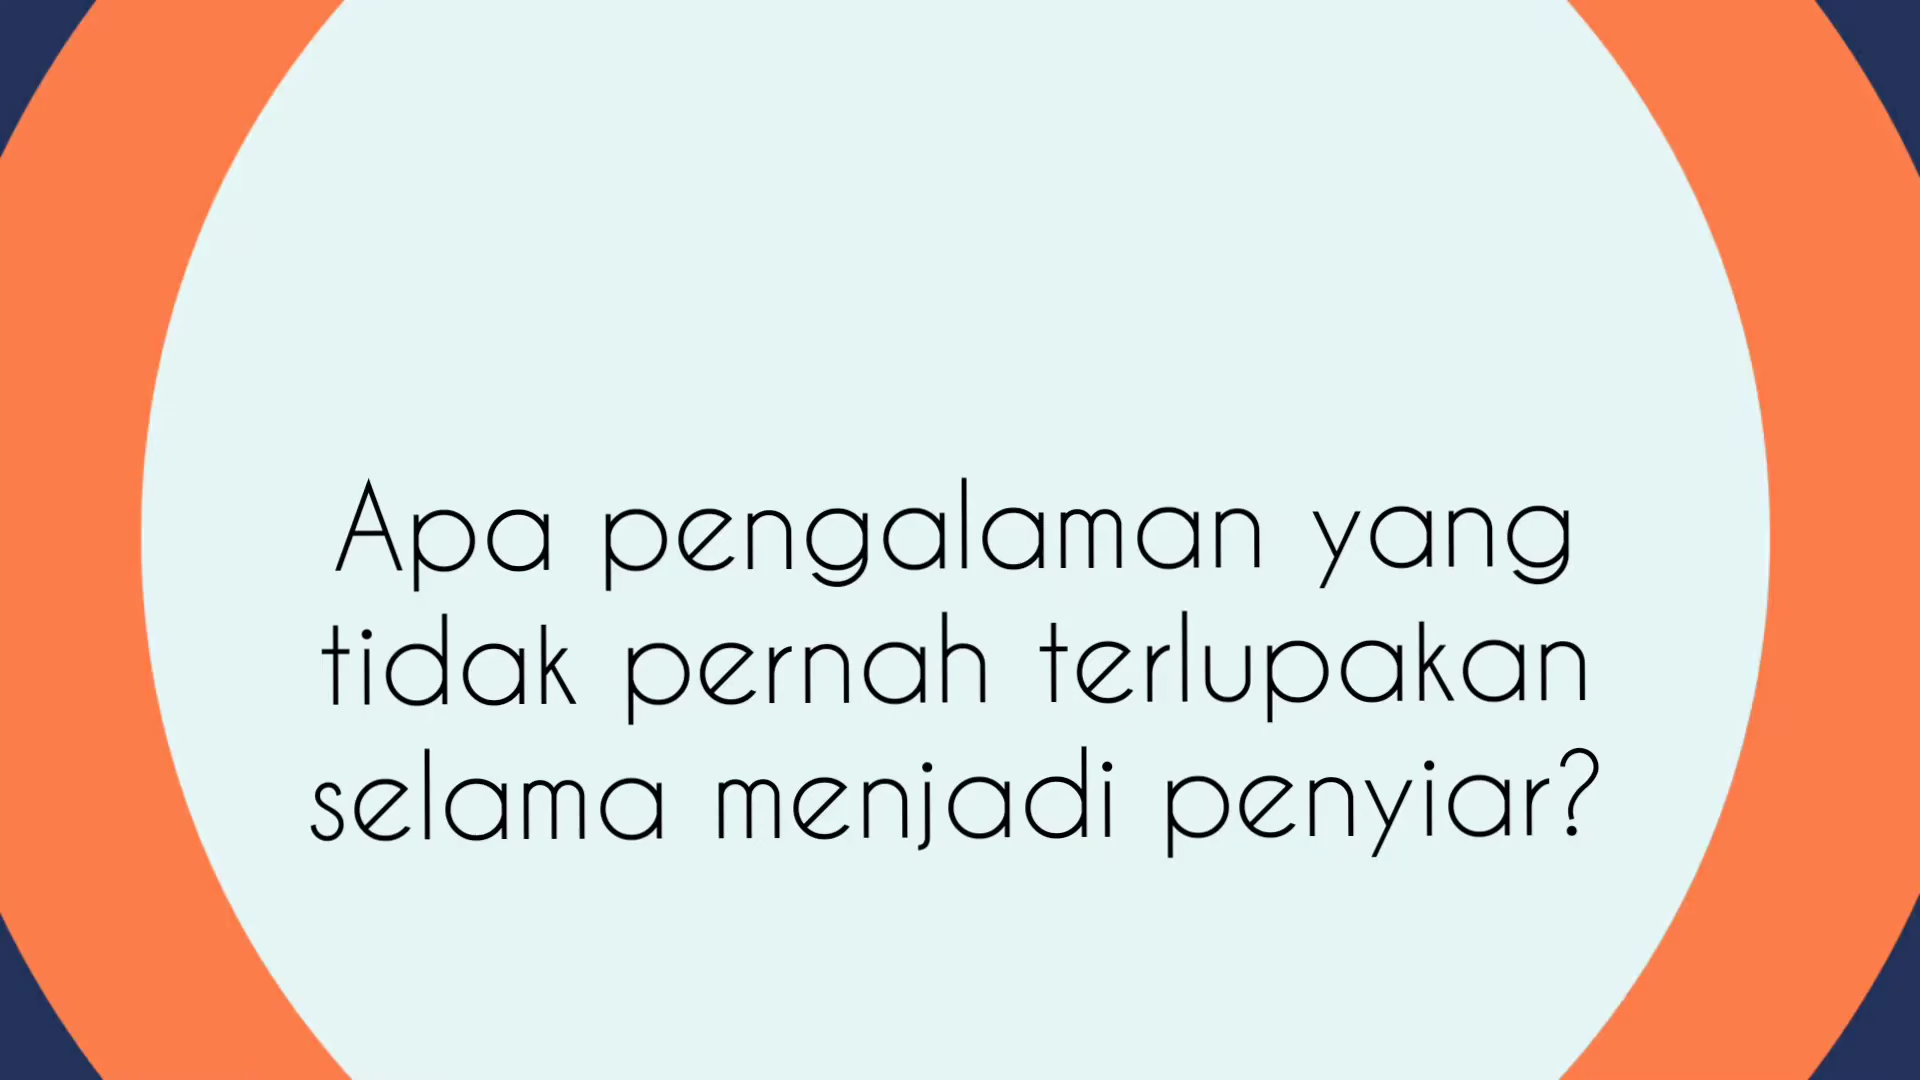 Apa pengalaman yang
tidak pernah terlupakan
selama menjadi penyiar?